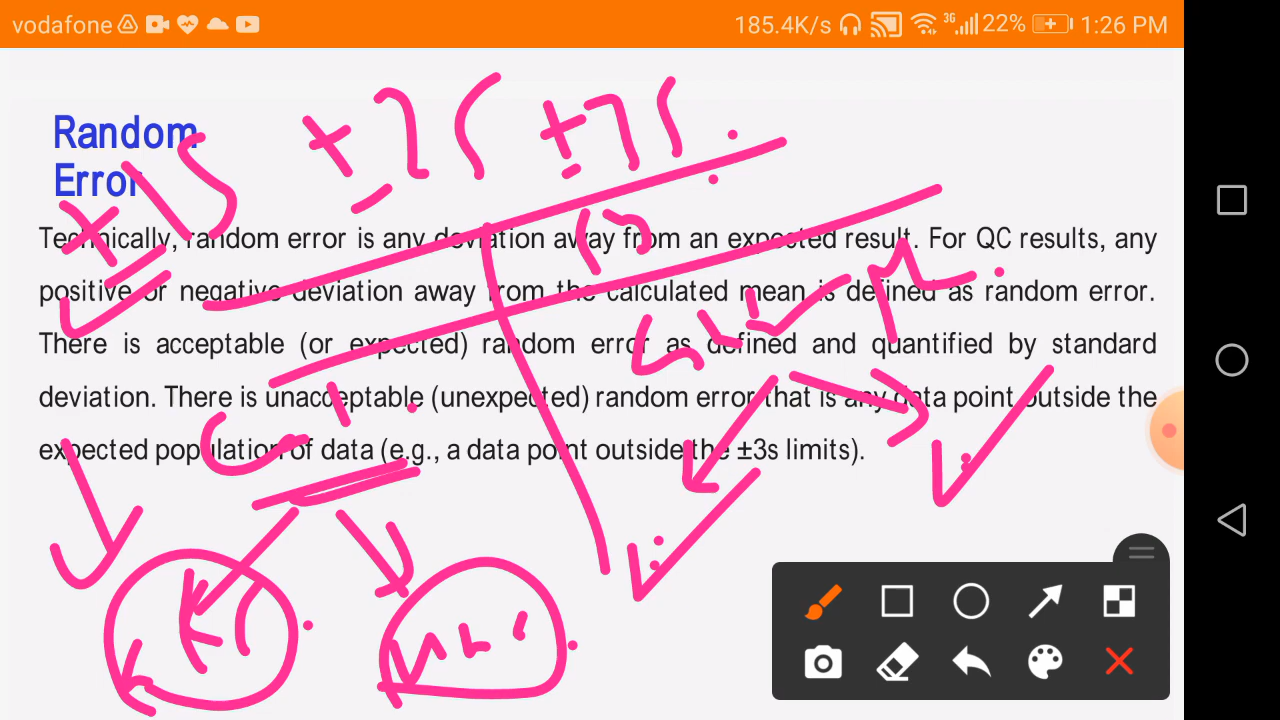 vodafone 185.4K/s 3G 22% 1:26 PM
Random
Error
±1S ±2S ±3S
Technically, random error is any deviation away from an expected result. For QC results, any
positive or negative deviation away from the calculated mean is defined as random error.
There is acceptable (or expected) random error as defined and quantified by standard
deviation. There is unacceptable (unexpected) random error that is any data point outside the
expected population of data (e.g., a data point outside the ±3s limits).